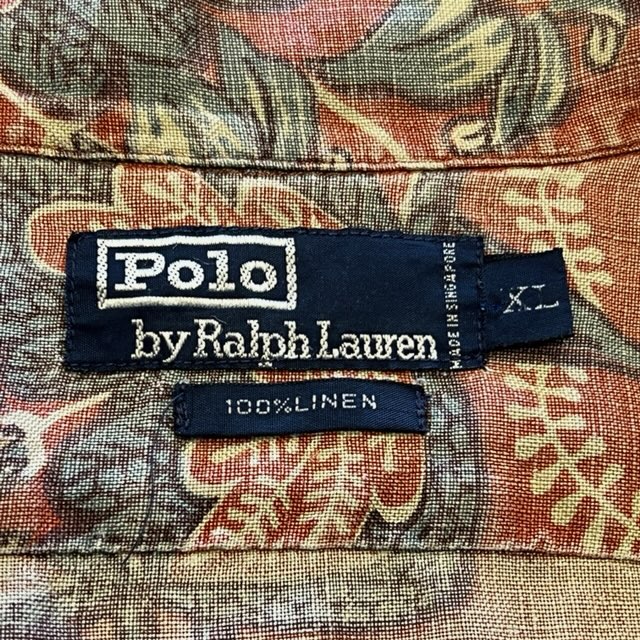 Polo
by Ralph Lauren
MADE IN SINGAPORE
XL
100% LINEN